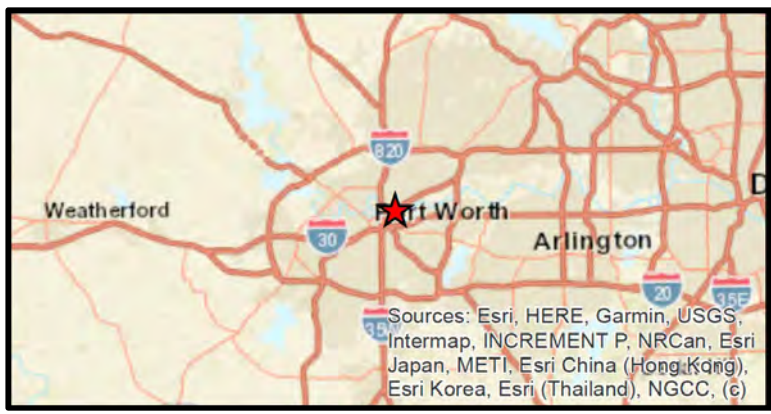 820
Weatherford
Fort Worth
30
Arlington
20
35E
Sources: Esri, HERE, Garmin, USGS,
Intermap, INCREMENT P, NRCan, Esri
Japan, METI, Esri China (Hong Kong),
Esri Korea, Esri (Thailand), NGCC, (c)